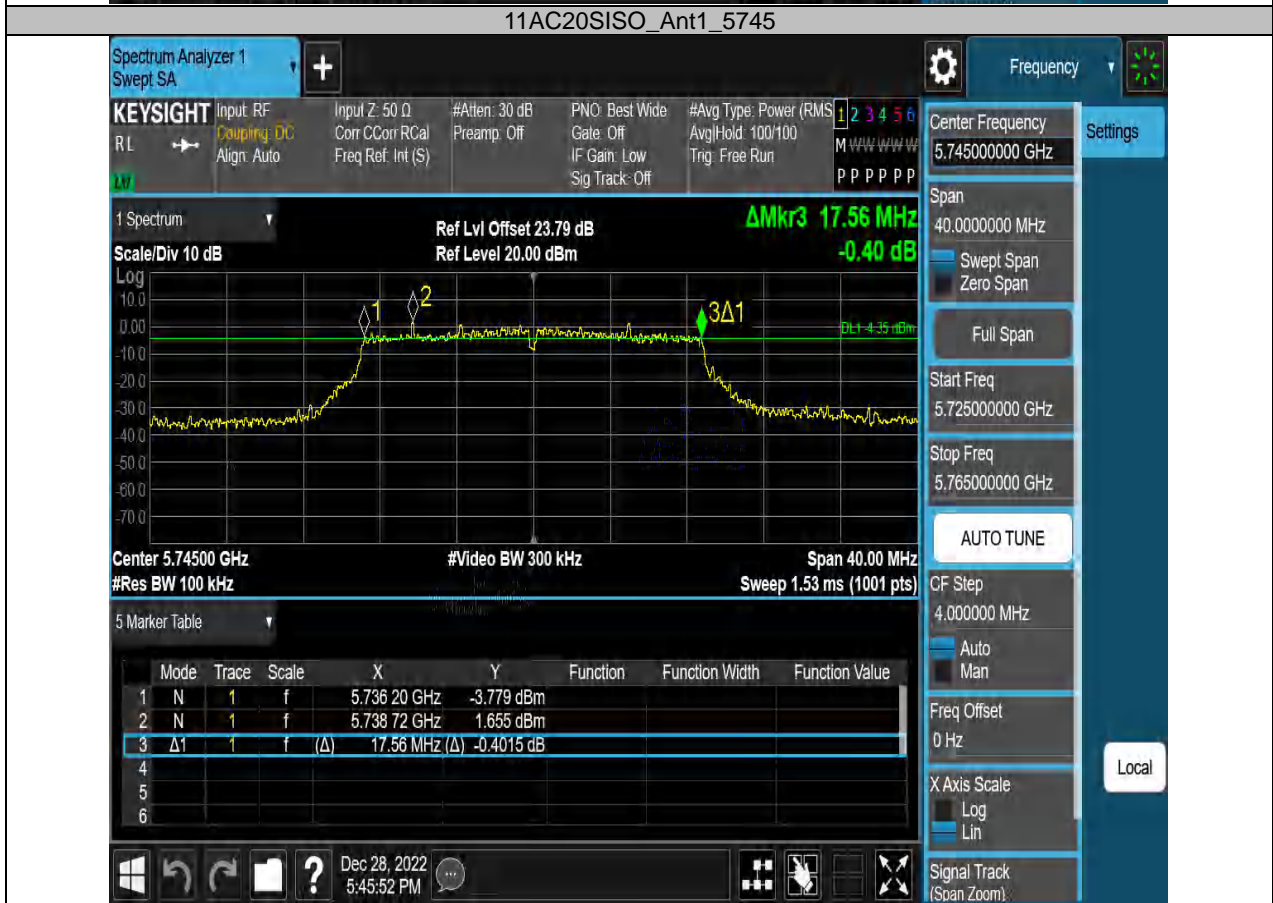 11AC20SISO_Ant1_5745
Spectrum Analyzer 1
Swept SA
Frequency
KEYSIGHT
RL
Input: RF
Coupling: DC
Align: Auto
Input Z: 50 Ω
Corr CCorr RCal
Freq Ref: Int (S)
#Atten: 30 dB
Preamp: Off
PNO: Best Wide
Gate: Off
IF Gain: Low
Sig Track: Off
#Avg Type: Power (RMS
Avg|Hold: 100/100
Trig: Free Run
1 2 3 4 5 6
M W W W W W
P P P P P P
Center Frequency
5.745000000 GHz
Settings
Span
40.0000000 MHz
Swept Span
Zero Span
Full Span
Start Freq
5.725000000 GHz
Stop Freq
5.765000000 GHz
AUTO TUNE
CF Step
4.000000 MHz
Auto
Man
Freq Offset
0 Hz
X Axis Scale
Log
Lin
Signal Track
(Span Zoom)
Local
1 Spectrum
Scale/Div 10 dB
Ref Lvl Offset 23.79 dB
Ref Level 20.00 dBm
ΔMkr3 17.56 MHz
-0.40 dB
Log
10.0
0.00
-10.0
-20.0
-30.0
-40.0
-50.0
-60.0
-70.0
1
2
3Δ1
DL1 -4.35 dBm
Center 5.74500 GHz
#Video BW 300 kHz
Span 40.00 MHz
#Res BW 100 kHz
Sweep 1.53 ms (1001 pts)
5 Marker Table
Mode Trace Scale X Y Function Function Width Function Value
1 N 1 f 5.736 20 GHz -3.779 dBm
2 N 1 f 5.738 72 GHz 1.655 dBm
3 Δ1 1 f (Δ) 17.56 MHz (Δ) -0.4015 dB
4
5
6
?
Dec 28, 2022
5:45:52 PM